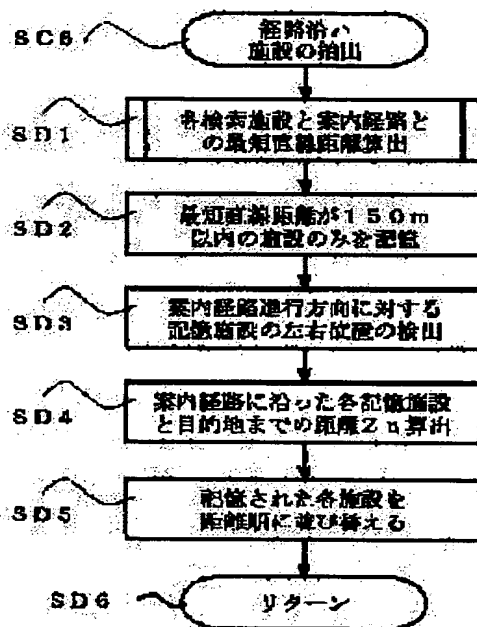 SC6
経路沿い
施設の抽出
SD1
各検索施設と案内経路と
の最短直線距離算出
SD2
最短直線距離が150m
以内の施設のみを記憶
SD3
案内経路進行方向に対する
記憶施設の左右位置の検出
SD4
案内経路に沿った各記憶施設
と目的地までの距離Zn算出
SD5
記憶された各施設を
距離順に並び替える
SD6
リターン